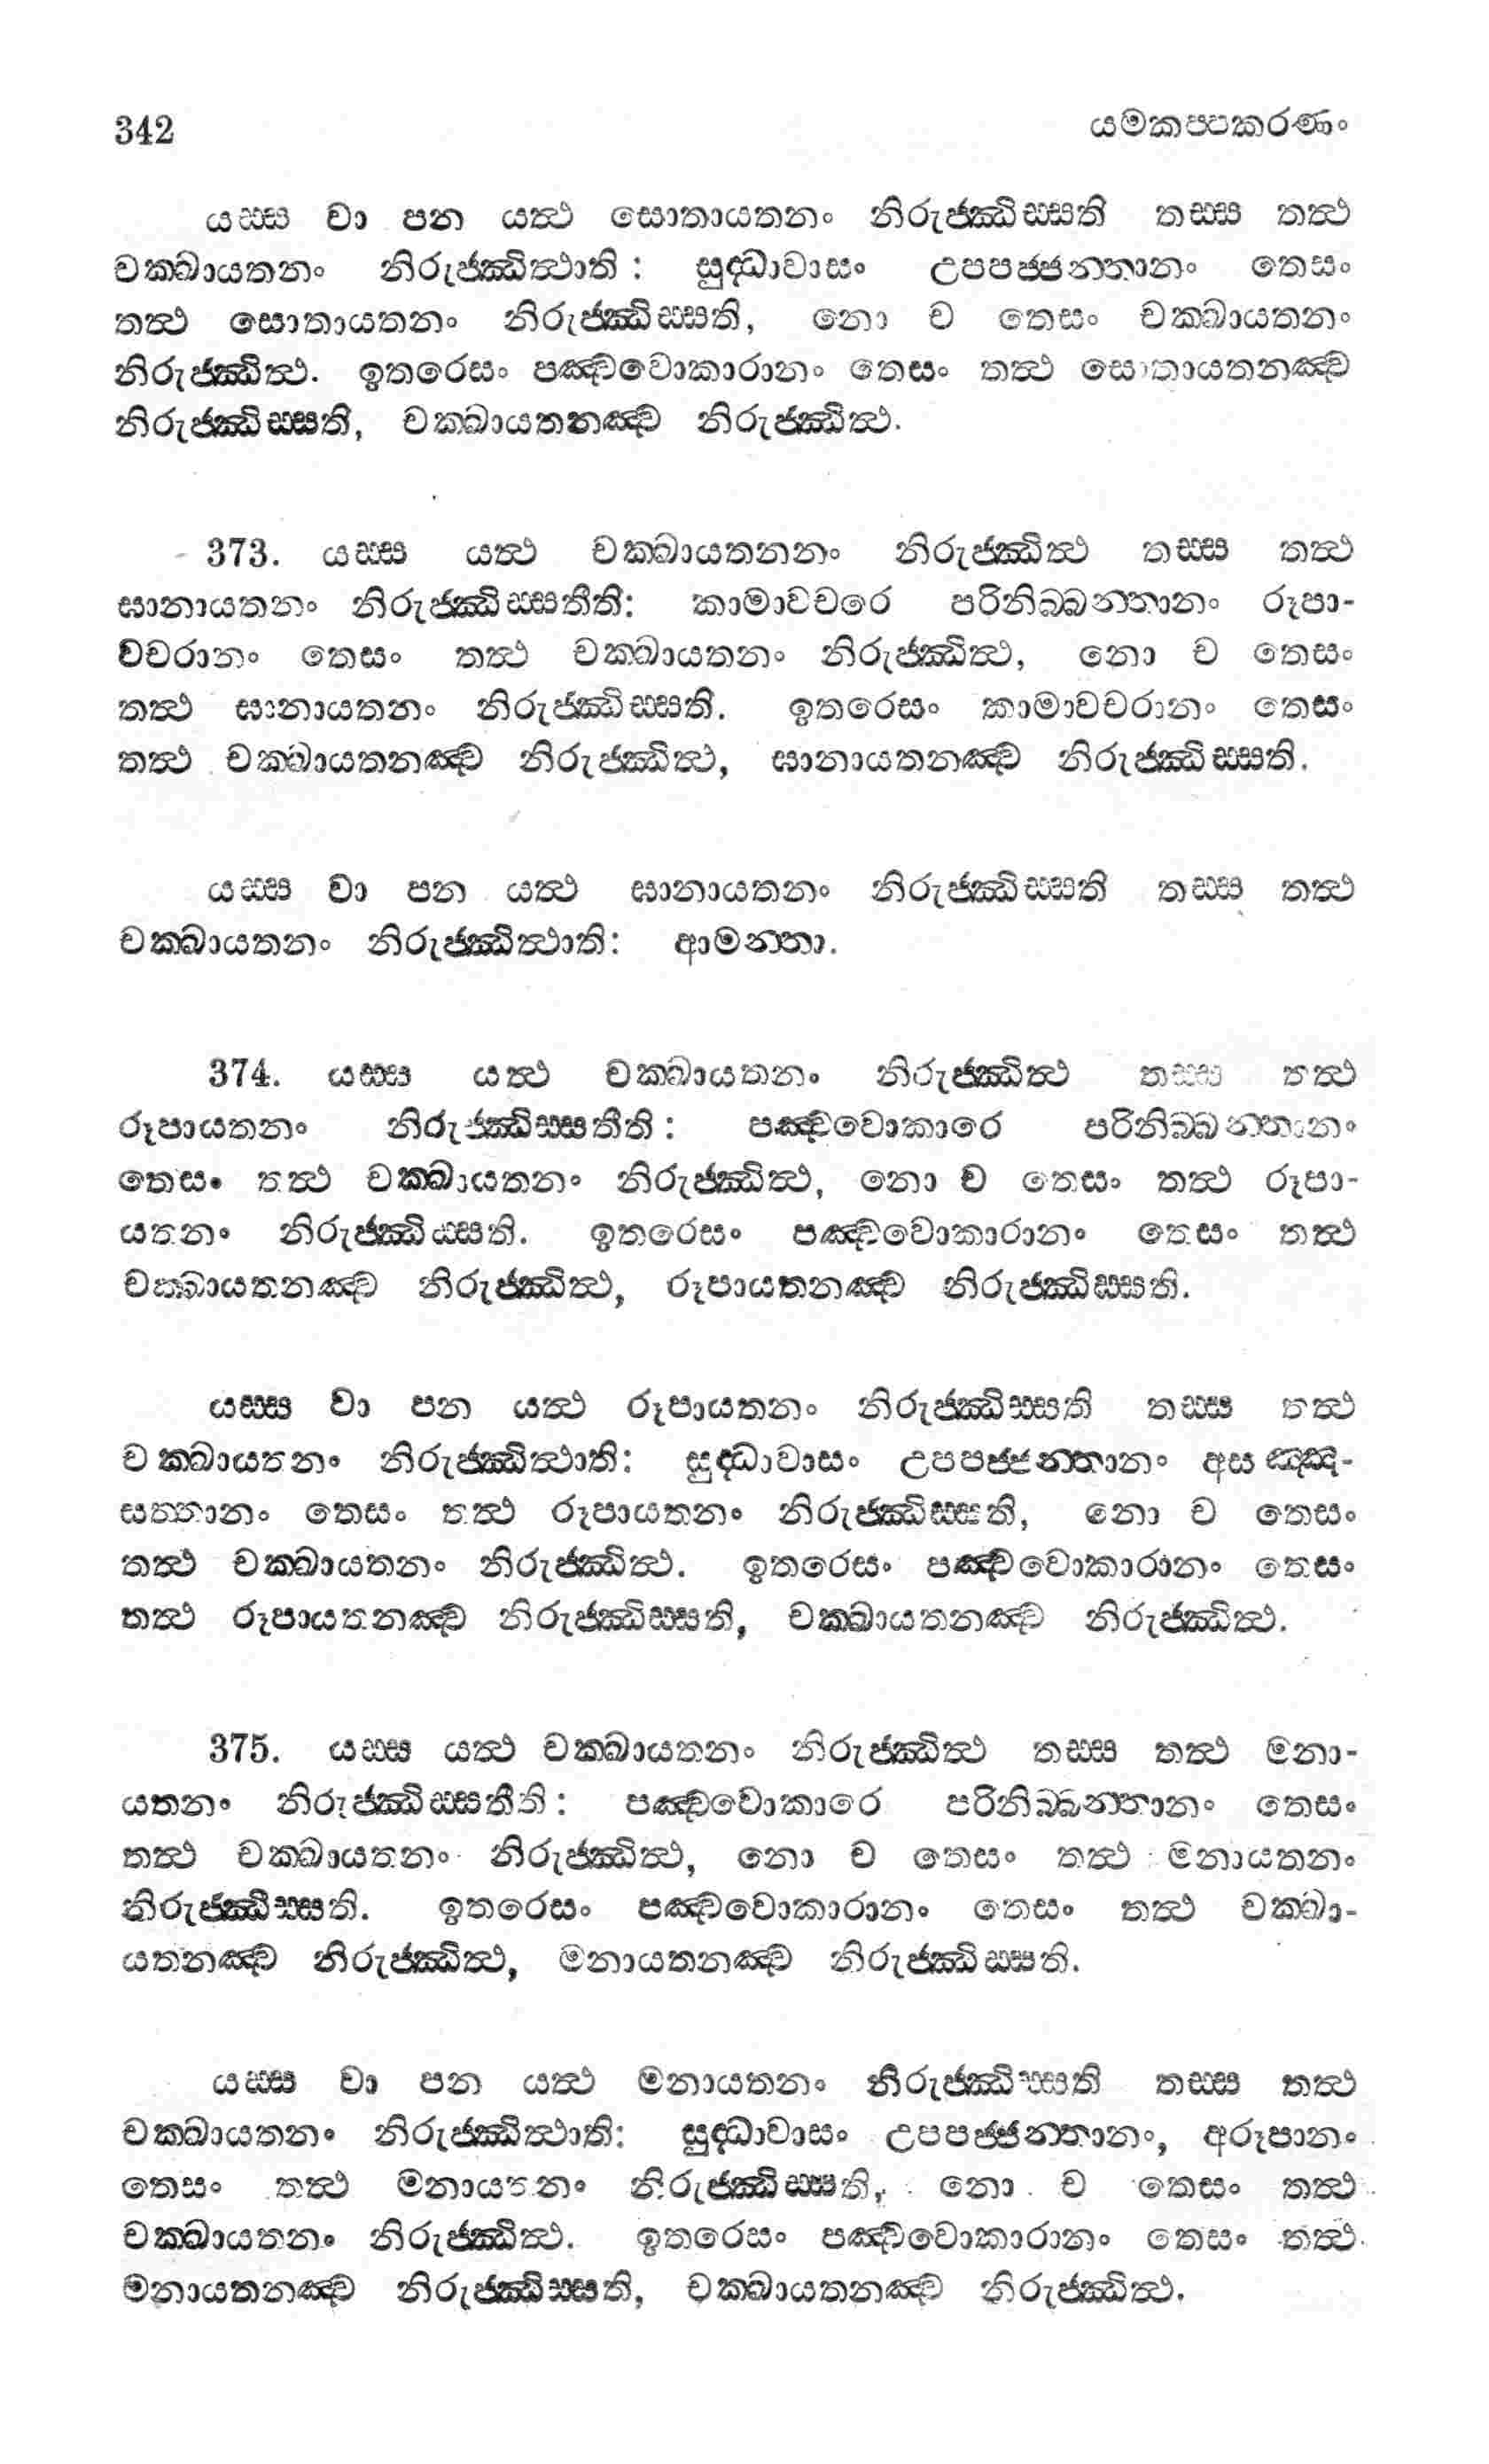 342 යමකප්පකරණං
යස්ස වා පන යත්ථ සොතායතනං නිරුජ්ඣිස්සති තස්ස තත්ථ
චක්ඛායතනං නිරුජ්ඣිත්ථාති : සුද්ධාවාසං උපපජ්ජන්තානං තෙසං
තත්ථ සොතායතනං නිරුජ්ඣිස්සති, නො ච තෙසං චක්ඛායතනං
නිරුජ්ඣිත්ථ. ඉතරෙසං පඤ්චවොකාරානං තෙසං තත්ථ සොතායතනඤ්ච
නිරුජ්ඣිස්සති, චක්ඛායතනඤ්ච නිරුජ්ඣිත්ථ.
373. යස්ස යත්ථ චක්ඛායතනනං නිරුජ්ඣිත්ථ තස්ස තත්ථ
ඝානායතනං නිරුජ්ඣිස්සතීති: කාමාවචරෙ පරිනිබ්බන්තානං රූපා-
වචරානං තෙසං තත්ථ චක්ඛායතනං නිරුජ්ඣිත්ථ, නො ච තෙසං
තත්ථ ඝානායතනං නිරුජ්ඣිස්සති. ඉතරෙසං කාමාවචරානං තෙසං
තත්ථ චක්ඛායතනඤ්ච නිරුජ්ඣිත්ථ, ඝානායතනඤ්ච නිරුජ්ඣිස්සති.
යස්ස වා පන යත්ථ ඝානායතනං නිරුජ්ඣිස්සති තස්ස තත්ථ
චක්ඛායතනං නිරුජ්ඣිත්ථාති: ආමන්තා.
374. යස්ස යත්ථ චක්ඛායතනං නිරුජ්ඣිත්ථ තස්ස තත්ථ
රූපායතනං නිරුජ්ඣිස්සතීති : පඤ්චවොකාරෙ පරිනිබ්බන්තානං
තෙසං තත්ථ චක්ඛායතනං නිරුජ්ඣිත්ථ, නො ච තෙසං තත්ථ රූපා-
යතනං නිරුජ්ඣිස්සති. ඉතරෙසං පඤ්චවොකාරානං තෙසං තත්ථ
චක්ඛායතනඤ්ච නිරුජ්ඣිත්ථ, රූපායතනඤ්ච නිරුජ්ඣිස්සති.
යස්ස වා පන යත්ථ රූපායතනං නිරුජ්ඣිස්සති තස්ස තත්ථ
චක්ඛායතනං නිරුජ්ඣිත්ථාති: සුද්ධාවාසං උපපජ්ජන්තානං අසඤ්ඤ-
සත්තානං තෙසං තත්ථ රූපායතනං නිරුජ්ඣිස්සති, නො ච තෙසං
තත්ථ චක්ඛායතනං නිරුජ්ඣිත්ථ. ඉතරෙසං පඤ්චවොකාරානං තෙසං
තත්ථ රූපායතනඤ්ච නිරුජ්ඣිස්සති, චක්ඛායතනඤ්ච නිරුජ්ඣිත්ථ.
375. යස්ස යත්ථ චක්ඛායතනං නිරුජ්ඣිත්ථ තස්ස තත්ථ මනා-
යතනං නිරුජ්ඣිස්සතීති : පඤ්චවොකාරෙ පරිනිබ්බන්තානං තෙසං
තත්ථ චක්ඛායතනං නිරුජ්ඣිත්ථ, නො ච තෙසං තත්ථ මනායතනං
නිරුජ්ඣිස්සති. ඉතරෙසං පඤ්චවොකාරානං තෙසං තත්ථ චක්ඛා-
යතනඤ්ච නිරුජ්ඣිත්ථ, මනායතනඤ්ච නිරුජ්ඣිස්සති.
යස්ස වා පන යත්ථ මනායතනං නිරුජ්ඣිස්සති තස්ස තත්ථ
චක්ඛායතනං නිරුජ්ඣිත්ථාති: සුද්ධාවාසං උපපජ්ජන්තානං, අරූපානං
තෙසං තත්ථ මනායතනං නිරුජ්ඣිස්සති, නො ච තෙසං තත්ථ
චක්ඛායතනං නිරුජ්ඣිත්ථ. ඉතරෙසං පඤ්චවොකාරානං තෙසං තත්ථ
මනායතනඤ්ච නිරුජ්ඣිස්සති, චක්ඛායතනඤ්ච නිරුජ්ඣිත්ථ.